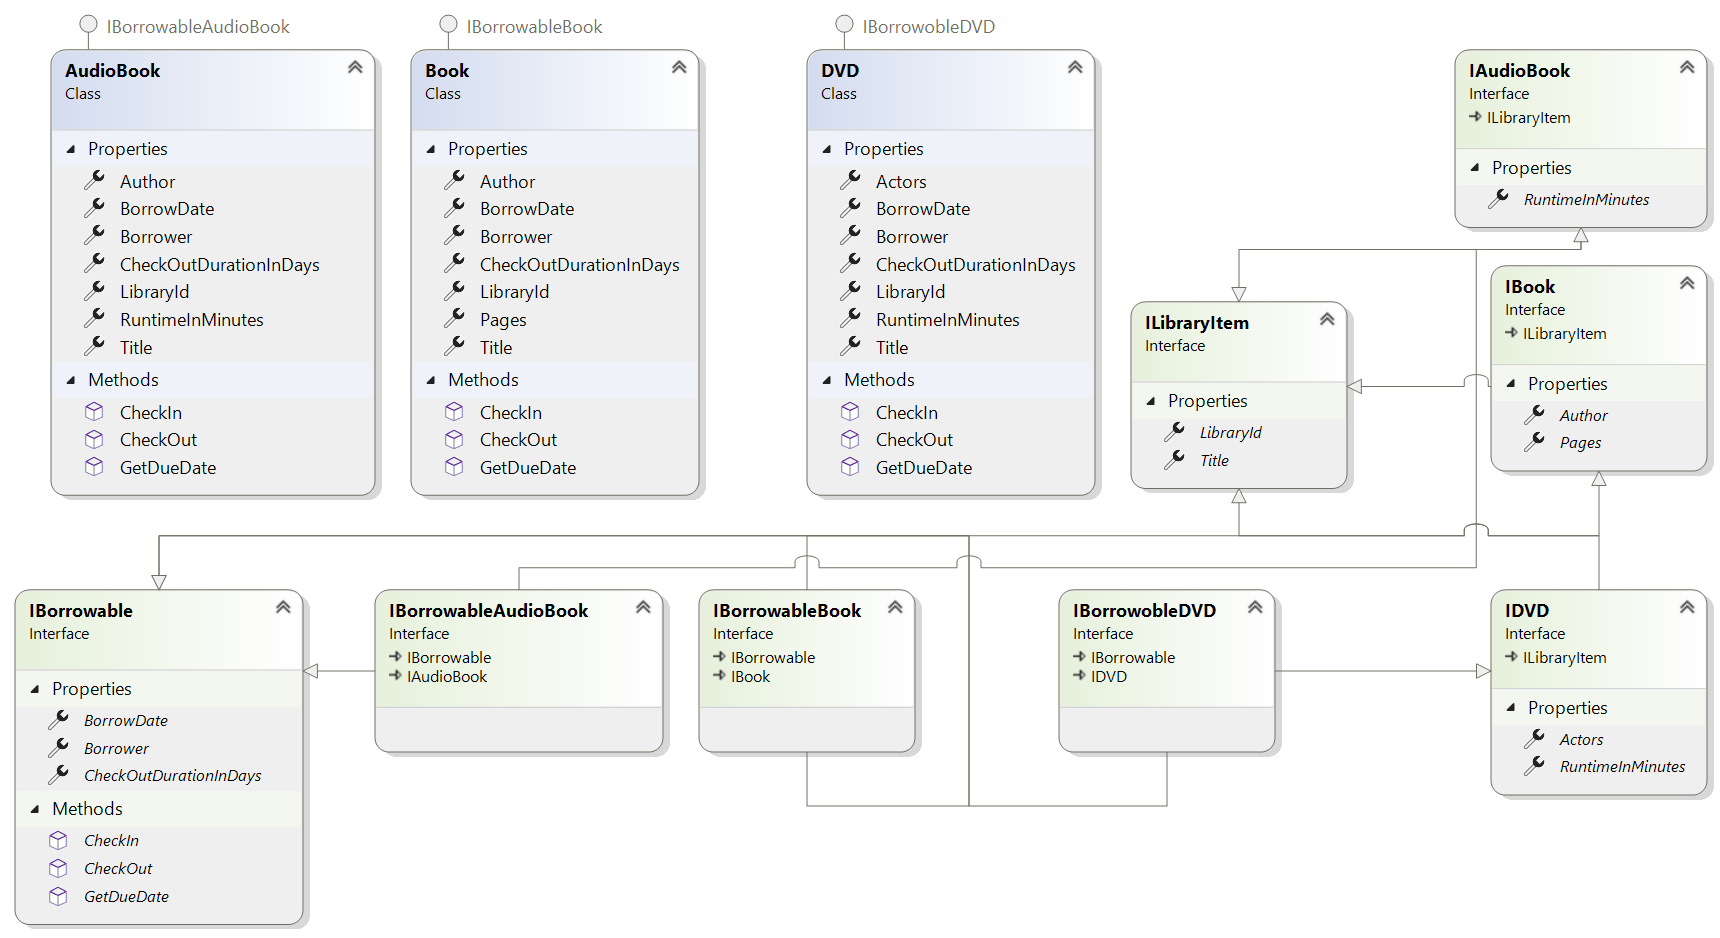 IBorrowableAudioBook
AudioBook
Class
Properties
Author
BorrowDate
Borrower
CheckOutDurationInDays
LibraryId
RuntimeInMinutes
Title
Methods
CheckIn
CheckOut
GetDueDate
IBorrowableBook
Book
Class
Properties
Author
BorrowDate
Borrower
CheckOutDurationInDays
LibraryId
Pages
Title
Methods
CheckIn
CheckOut
GetDueDate
IBorrowobleDVD
DVD
Class
Properties
Actors
BorrowDate
Borrower
CheckOutDurationInDays
LibraryId
RuntimeInMinutes
Title
Methods
CheckIn
CheckOut
GetDueDate
IAudioBook
Interface
ILibraryItem
Properties
RuntimeInMinutes
ILibraryItem
Interface
Properties
LibraryId
Title
IBook
Interface
ILibraryItem
Properties
Author
Pages
IBorrowable
Interface
Properties
BorrowDate
Borrower
CheckOutDurationInDays
Methods
CheckIn
CheckOut
GetDueDate
IBorrowableAudioBook
Interface
IBorrowable
IAudioBook
IBorrowableBook
Interface
IBorrowable
IBook
IBorrowobleDVD
Interface
IBorrowable
IDVD
IDVD
Interface
ILibraryItem
Properties
Actors
RuntimeInMinutes